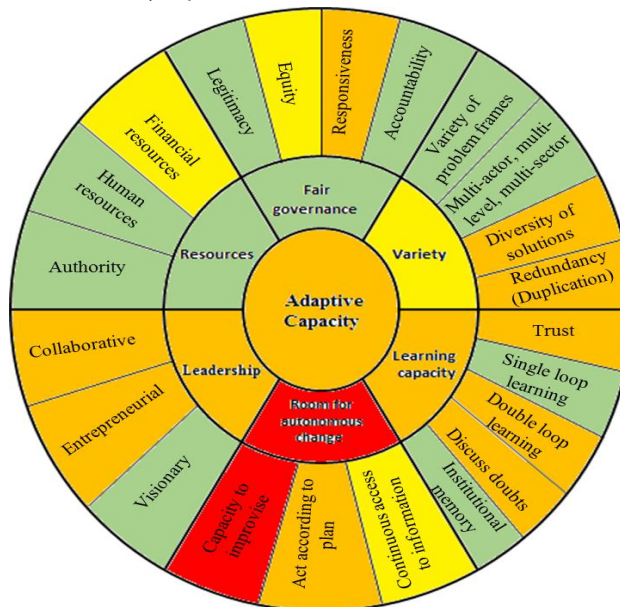 Responsiveness
Accountability
Variety of
problem frames
Multi-actor, multi-
level, multi-sector
Diversity of
solutions
Redundancy
(Duplication)
Trust
Single loop
learning
Double loop
learning
Discuss doubts
Institutional
memory
Continuous access
to information
Act according to
plan
Capacity to
improvise
Visionary
Entrepreneurial
Collaborative
Authority
Human
resources
Financial
resources
Legitimacy
Equity
Fair
governance
Variety
Learning
capacity
Room for
autonomous
change
Leadership
Resources
Adaptive
Capacity